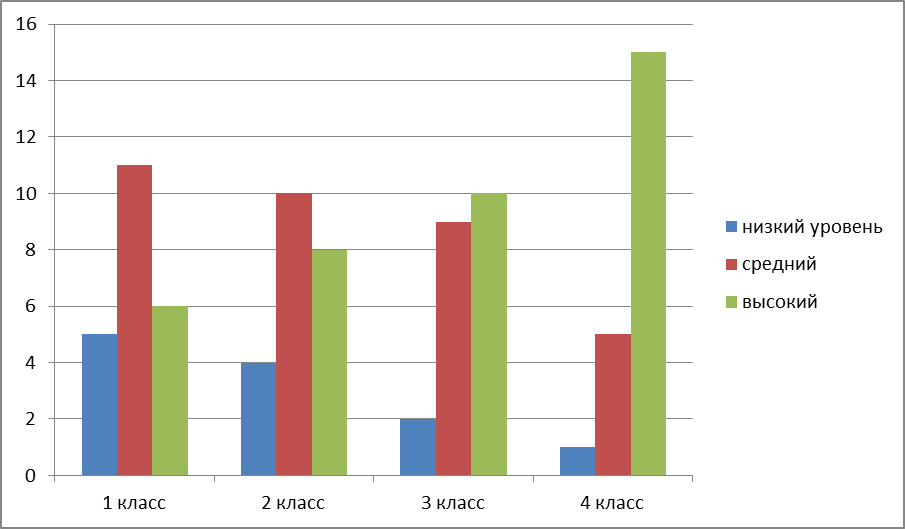 16
14
12
10
8
6
4
2
0
1 класс
2 класс
3 класс
4 класс
низкий уровень
средний
высокий